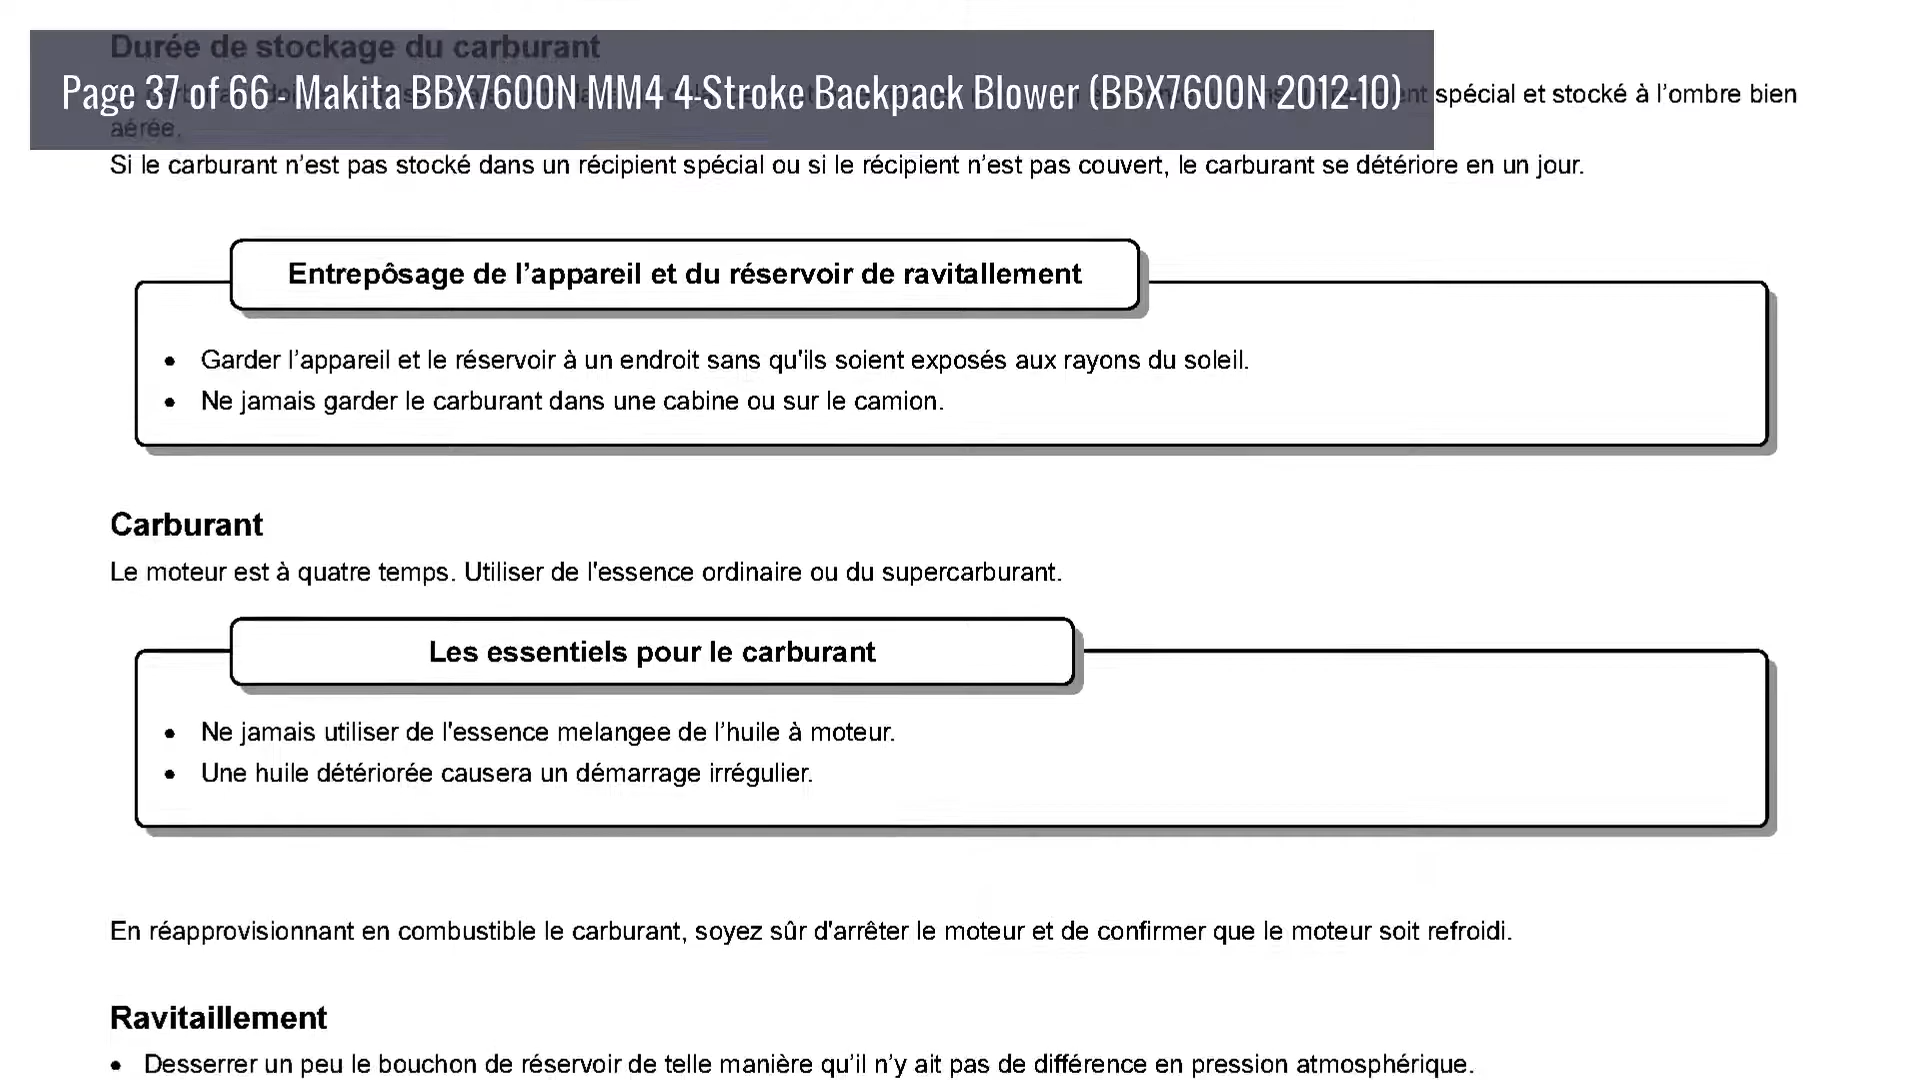 Durée de stockage du carburant
Page 37 of 66 - Makita BBX7600N MM4 4-Stroke Backpack Blower (BBX7600N 2012-10)
spécial et stocké à l’ombre bien
aérée.
Si le carburant n’est pas stocké dans un récipient spécial ou si le récipient n’est pas couvert, le carburant se détériore en un jour.
Entrepôsage de l’appareil et du réservoir de ravitallement
• Garder l’appareil et le réservoir à un endroit sans qu'ils soient exposés aux rayons du soleil.
• Ne jamais garder le carburant dans une cabine ou sur le camion.
Carburant
Le moteur est à quatre temps. Utiliser de l'essence ordinaire ou du supercarburant.
Les essentiels pour le carburant
• Ne jamais utiliser de l'essence melangee de l’huile à moteur.
• Une huile détériorée causera un démarrage irrégulier.
En réapprovisionnant en combustible le carburant, soyez sûr d'arrêter le moteur et de confirmer que le moteur soit refroidi.
Ravitaillement
• Desserrer un peu le bouchon de réservoir de telle manière qu’il n’y ait pas de différence en pression atmosphérique.